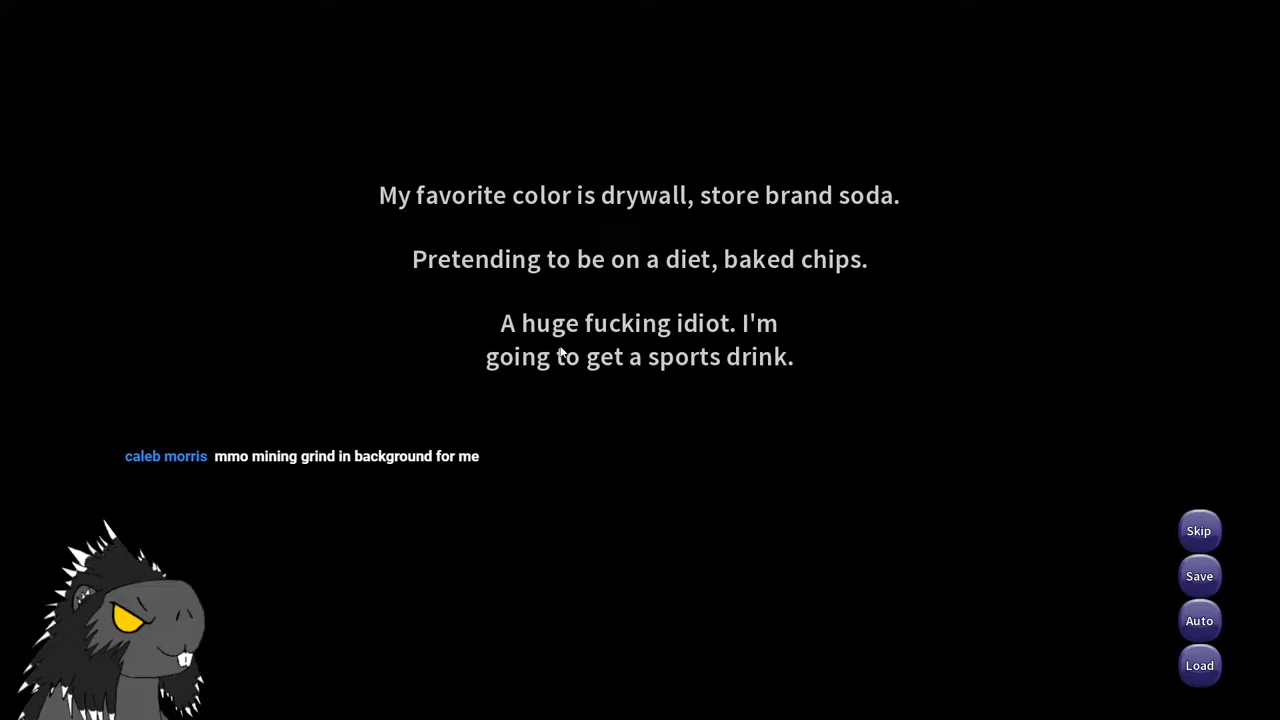 My favorite color is drywall, store brand soda.
Pretending to be on a diet, baked chips.
A huge fucking idiot. I'm
going to get a sports drink.
caleb morris mmo mining grind in background for me
Skip
Save
Auto
Load